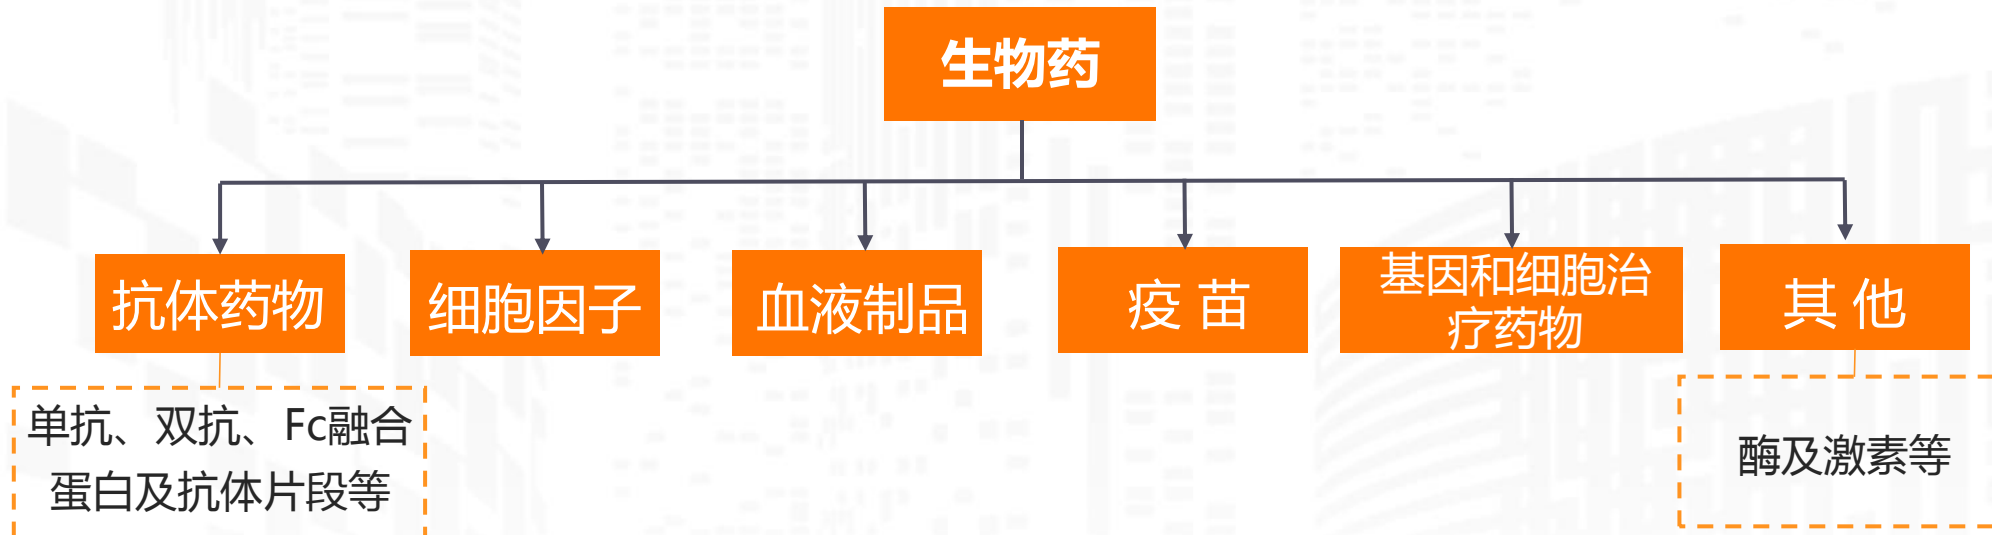 生物药
抗体药物
细胞因子
血液制品
疫 苗
基因和细胞治
疗药物
其 他
单抗、双抗、Fc融合
蛋白及抗体片段等
酶及激素等